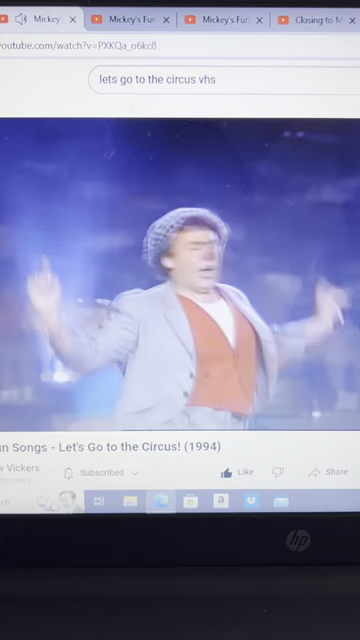 Mickey'
Mickey's Fun
Mickey's Fun
Closing to M
youtube.com/watch?v=PXKQa_o6kc8
lets go to the circus vhs
n Songs - Let's Go to the Circus! (1994)
w Vickers
Subscribed
Like
Share
a
hp